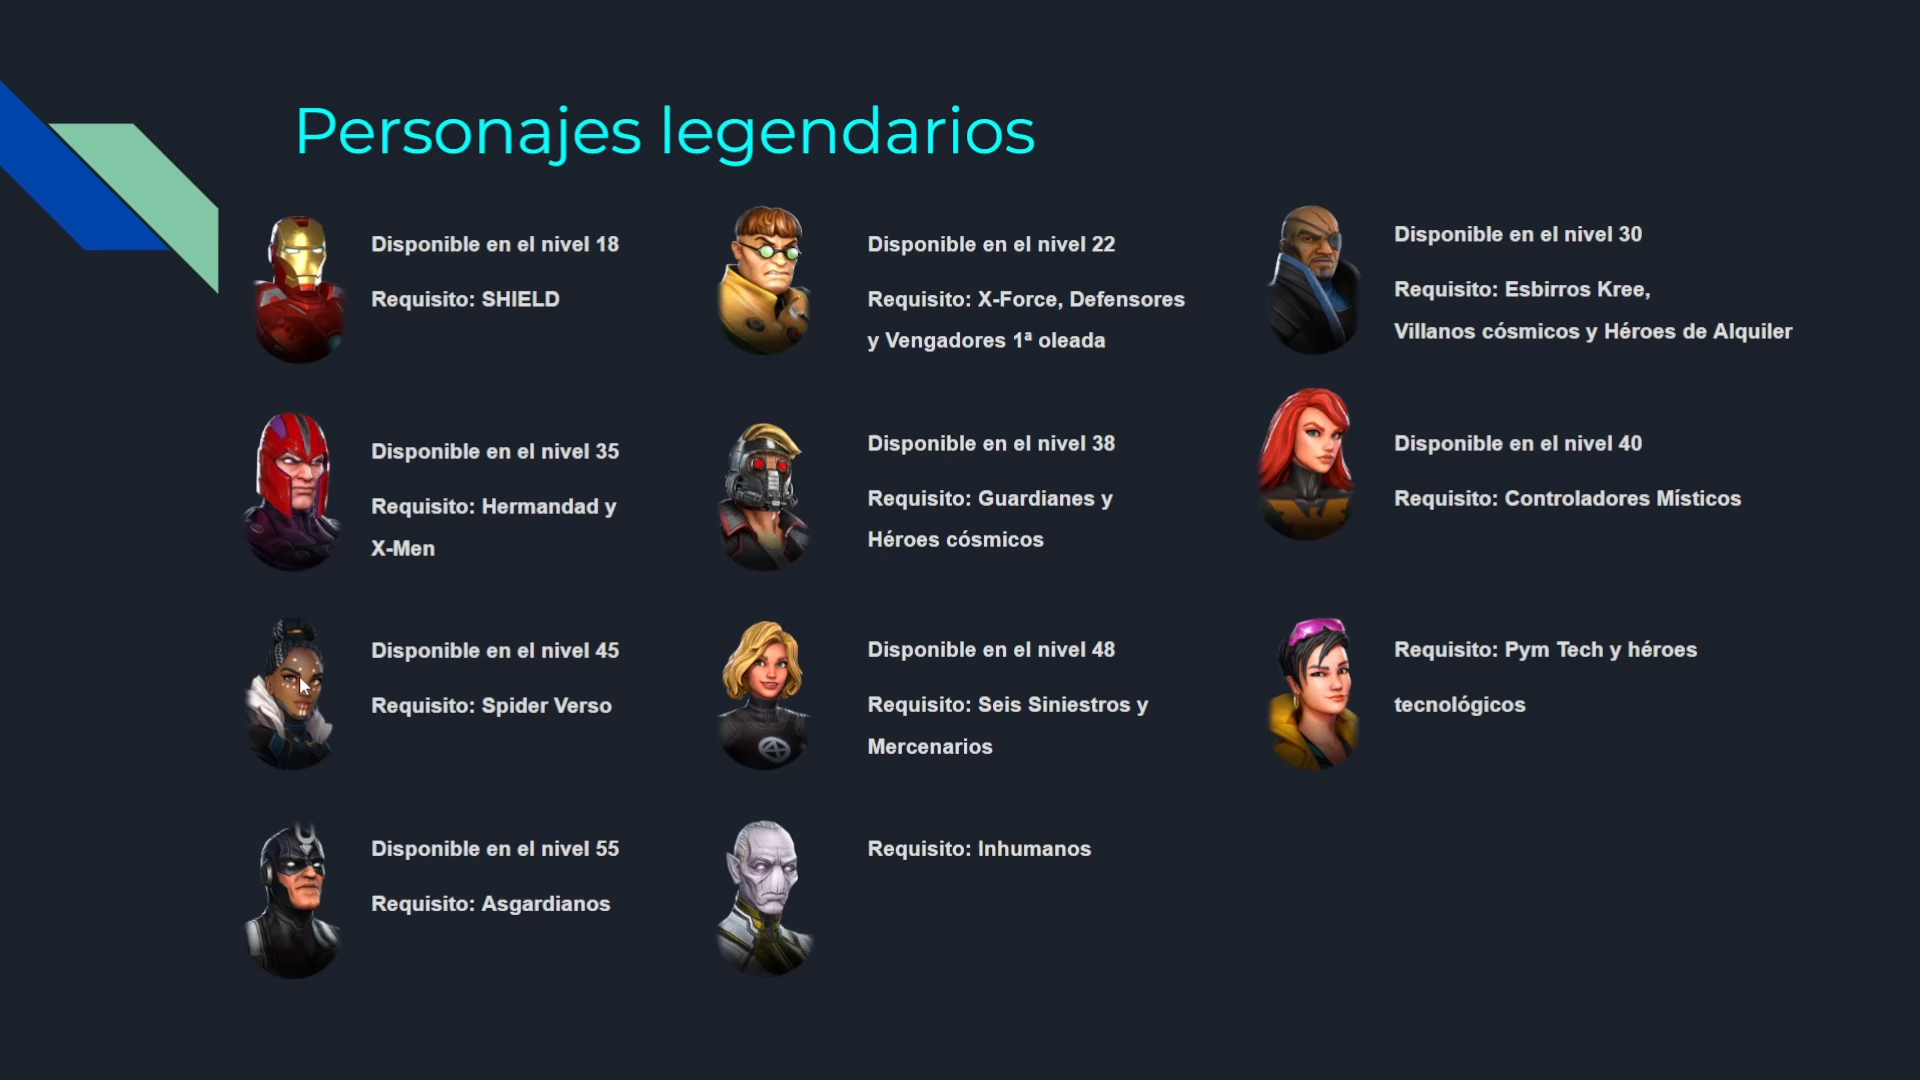 Personajes legendarios
Disponible en el nivel 18
Requisito: SHIELD
Disponible en el nivel 22
Requisito: X-Force, Defensores
y Vengadores 1ª oleada
Disponible en el nivel 30
Requisito: Esbirros Kree,
Villanos cósmicos y Héroes de Alquiler
Disponible en el nivel 35
Requisito: Hermandad y
X-Men
Disponible en el nivel 38
Requisito: Guardianes y
Héroes cósmicos
Disponible en el nivel 40
Requisito: Controladores Místicos
Disponible en el nivel 45
Requisito: Spider Verso
Disponible en el nivel 48
Requisito: Seis Siniestros y
Mercenarios
Requisito: Pym Tech y héroes
tecnológicos
Disponible en el nivel 55
Requisito: Asgardianos
Requisito: Inhumanos